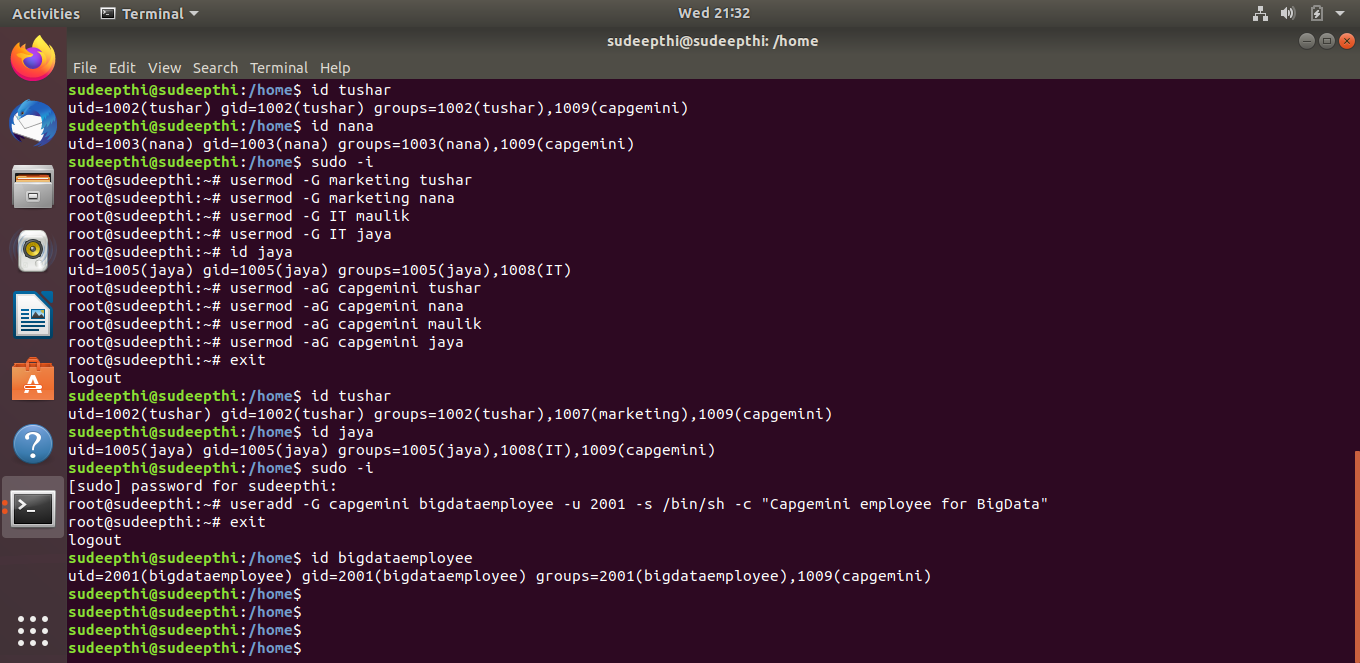 Activities Terminal Wed 21:32
sudeepthi@sudeepthi: /home
File Edit View Search Terminal Help
sudeepthi@sudeepthi:/home$ id tushar
uid=1002(tushar) gid=1002(tushar) groups=1002(tushar),1009(capgemini)
sudeepthi@sudeepthi:/home$ id nana
uid=1003(nana) gid=1003(nana) groups=1003(nana),1009(capgemini)
sudeepthi@sudeepthi:/home$ sudo -i
root@sudeepthi:~# usermod -G marketing tushar
root@sudeepthi:~# usermod -G marketing nana
root@sudeepthi:~# usermod -G IT maulik
root@sudeepthi:~# usermod -G IT jaya
root@sudeepthi:~# id jaya
uid=1005(jaya) gid=1005(jaya) groups=1005(jaya),1008(IT)
root@sudeepthi:~# usermod -aG capgemini tushar
root@sudeepthi:~# usermod -aG capgemini nana
root@sudeepthi:~# usermod -aG capgemini maulik
root@sudeepthi:~# usermod -aG capgemini jaya
root@sudeepthi:~# exit
logout
sudeepthi@sudeepthi:/home$ id tushar
uid=1002(tushar) gid=1002(tushar) groups=1002(tushar),1007(marketing),1009(capgemini)
sudeepthi@sudeepthi:/home$ id jaya
uid=1005(jaya) gid=1005(jaya) groups=1005(jaya),1008(IT),1009(capgemini)
sudeepthi@sudeepthi:/home$ sudo -i
[sudo] password for sudeepthi:
root@sudeepthi:~# useradd -G capgemini bigdataemployee -u 2001 -s /bin/sh -c "Capgemini employee for BigData"
root@sudeepthi:~# exit
logout
sudeepthi@sudeepthi:/home$ id bigdataemployee
uid=2001(bigdataemployee) gid=2001(bigdataemployee) groups=2001(bigdataemployee),1009(capgemini)
sudeepthi@sudeepthi:/home$
sudeepthi@sudeepthi:/home$
sudeepthi@sudeepthi:/home$
sudeepthi@sudeepthi:/home$